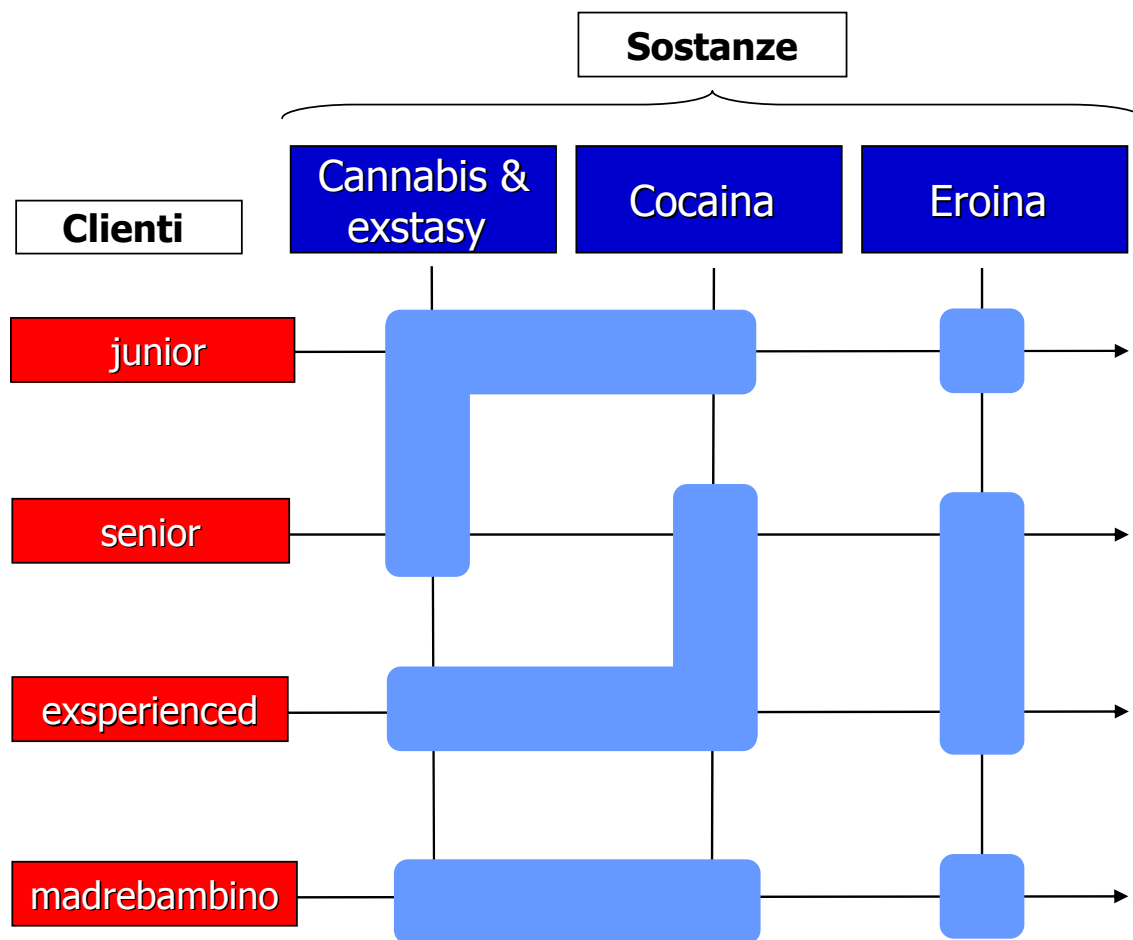 Sostanze
Cannabis &
exstasy
Cocaina
Eroina
Clienti
junior
senior
exsperienced
madrebambino